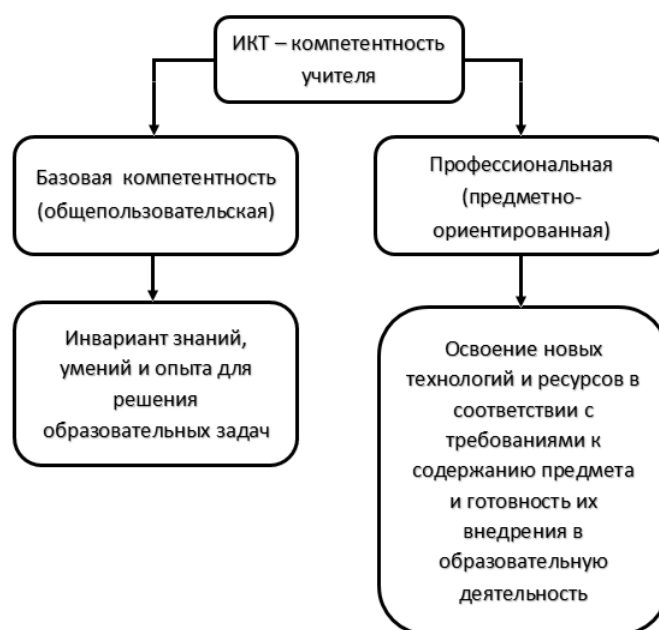 ИКТ – компетентность
учителя
Базовая компетентность
(общепользовательская)
Профессиональная
(предметно-
ориентированная)
Инвариант знаний,
умений и опыта для
решения
образовательных задач
Освоение новых
технологий и ресурсов в
соответствии с
требованиями к
содержанию предмета
и готовность их
внедрения в
образовательную
деятельность